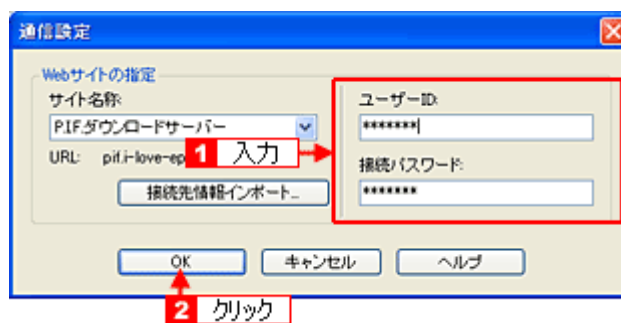 通信設定
Webサイトの指定
サイト名称:
P.I.F.ダウンロードサーバー
URL: pif.i-love-ep
接続先情報インポート...
ユーザーID:
*******
接続パスワード:
*******
1 入力
OK
キャンセル
ヘルプ
2 クリック